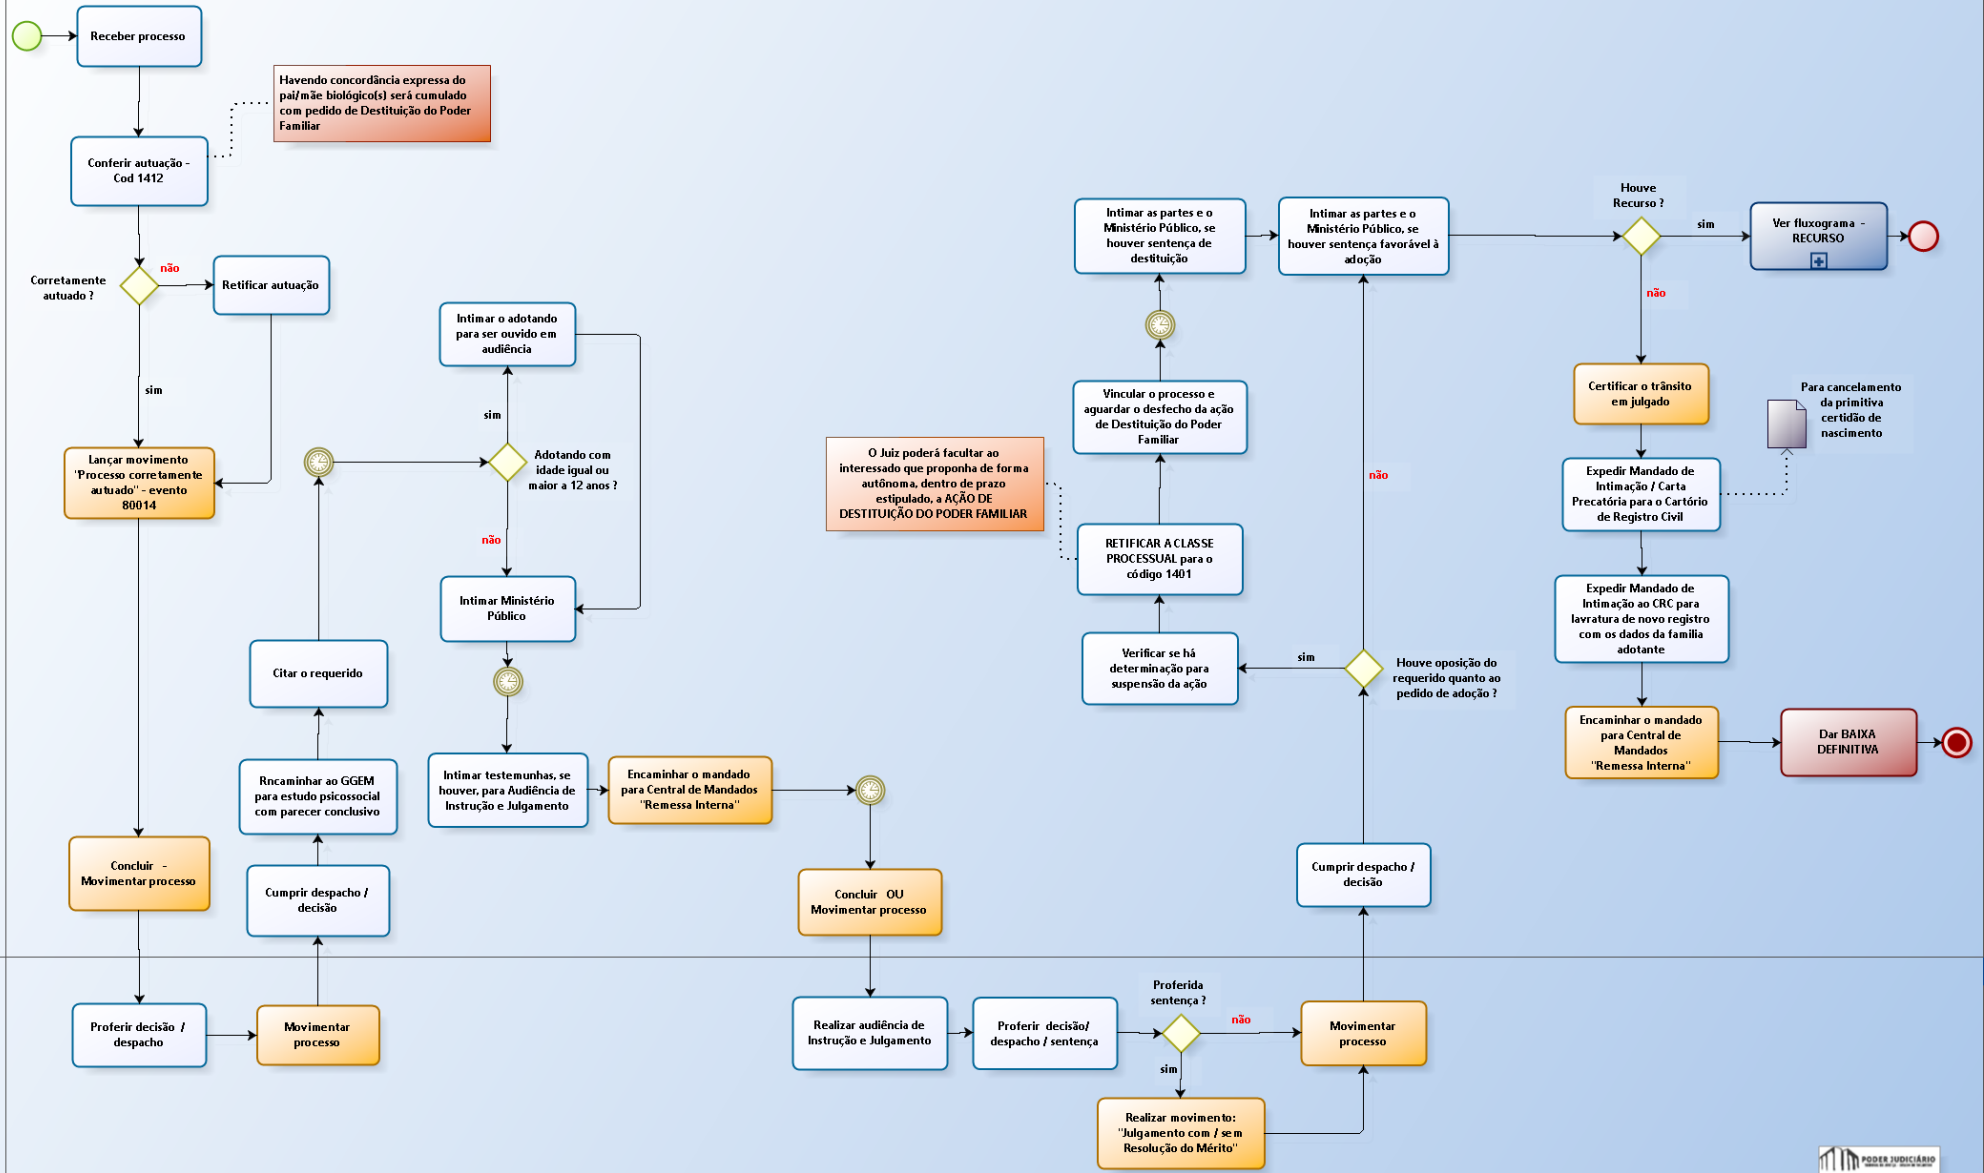 Receber processo
Havendo concordância expressa do
pai/mãe biológico(s) será cumulado
com pedido de Destituição do Poder
Familiar
Conferir autuação -
Cod 1412
Corretamente
autuado ?
não
Retificar autuação
sim
Lançar movimento
"Processo corretamente
autuado" - evento
80014
Concluir -
Movimentar processo
Proferir decisão /
despacho
Movimentar
processo
Cumprir despacho /
decisão
Rncaminhar ao GGEM
para estudo psicossocial
com parecer conclusivo
Citar o requerido
Adotando com
idade igual ou
maior a 12 anos ?
sim
Intimar o adotando
para ser ouvido em
audiência
não
Intimar Ministério
Público
Intimar testemunhas, se
houver, para Audiência de
Instrução e Julgamento
Encaminhar o mandado
para Central de Mandados
"Remessa Interna"
Concluir OU
Movimentar processo
Realizar audiência de
Instrução e Julgamento
Proferir decisão/
despacho / sentença
Proferida
sentença ?
não
sim
Realizar movimento:
"Julgamento com / sem
Resolução do Mérito"
Movimentar
processo
Cumprir despacho /
decisão
Houve oposição do
requerido quanto ao
pedido de adoção ?
sim
Verificar se há
determinação para
suspensão da ação
RETIFICAR A CLASSE
PROCESSUAL para o
código 1401
O Juiz poderá facultar ao
interessado que proponha de forma
autônoma, dentro de prazo
estipulado, a AÇÃO DE
DESTITUIÇÃO DO PODER FAMILIAR
Vincular o processo e
aguardar o desfecho da ação
de Destituição do Poder
Familiar
Intimar as partes e o
Ministério Público, se
houver sentença de
destituição
não
Intimar as partes e o
Ministério Público, se
houver sentença favorável à
adoção
Houve
Recurso ?
sim
Ver fluxograma -
RECURSO
não
Certificar o trânsito
em julgado
Para cancelamento
da primitiva
certidão de
nascimento
Expedir Mandado de
Intimação / Carta
Precatória para o Cartório
de Registro Civil
Expedir Mandado de
Intimação ao CRC para
lavratura de novo registro
com os dados da familia
adotante
Encaminhar o mandado
para Central de
Mandados
"Remessa Interna"
Dar BAIXA
DEFINITIVA
PODER JUDICIÁRIO